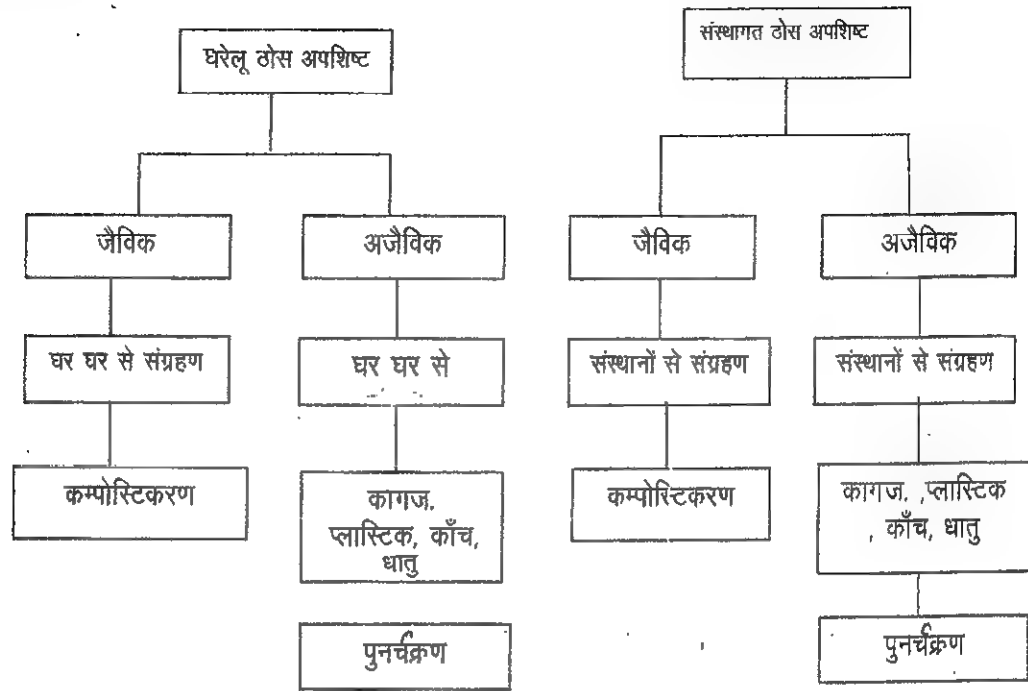 घरेलू ठोस अपशिष्ट
जैविक
अजैविक
घर घर से संग्रहण
घर घर से
कम्पोस्टिकरण
कागज.
प्लास्टिक, काँच,
धातु
पुनर्चक्रण
संस्थागत ठोस अपशिष्ट
जैविक
अजैविक
संस्थानों से संग्रहण
संस्थानों से संग्रहण
कम्पोस्टिकरण
कागज. ,प्लास्टिक
, काँच, धातु
पुनर्चक्रण